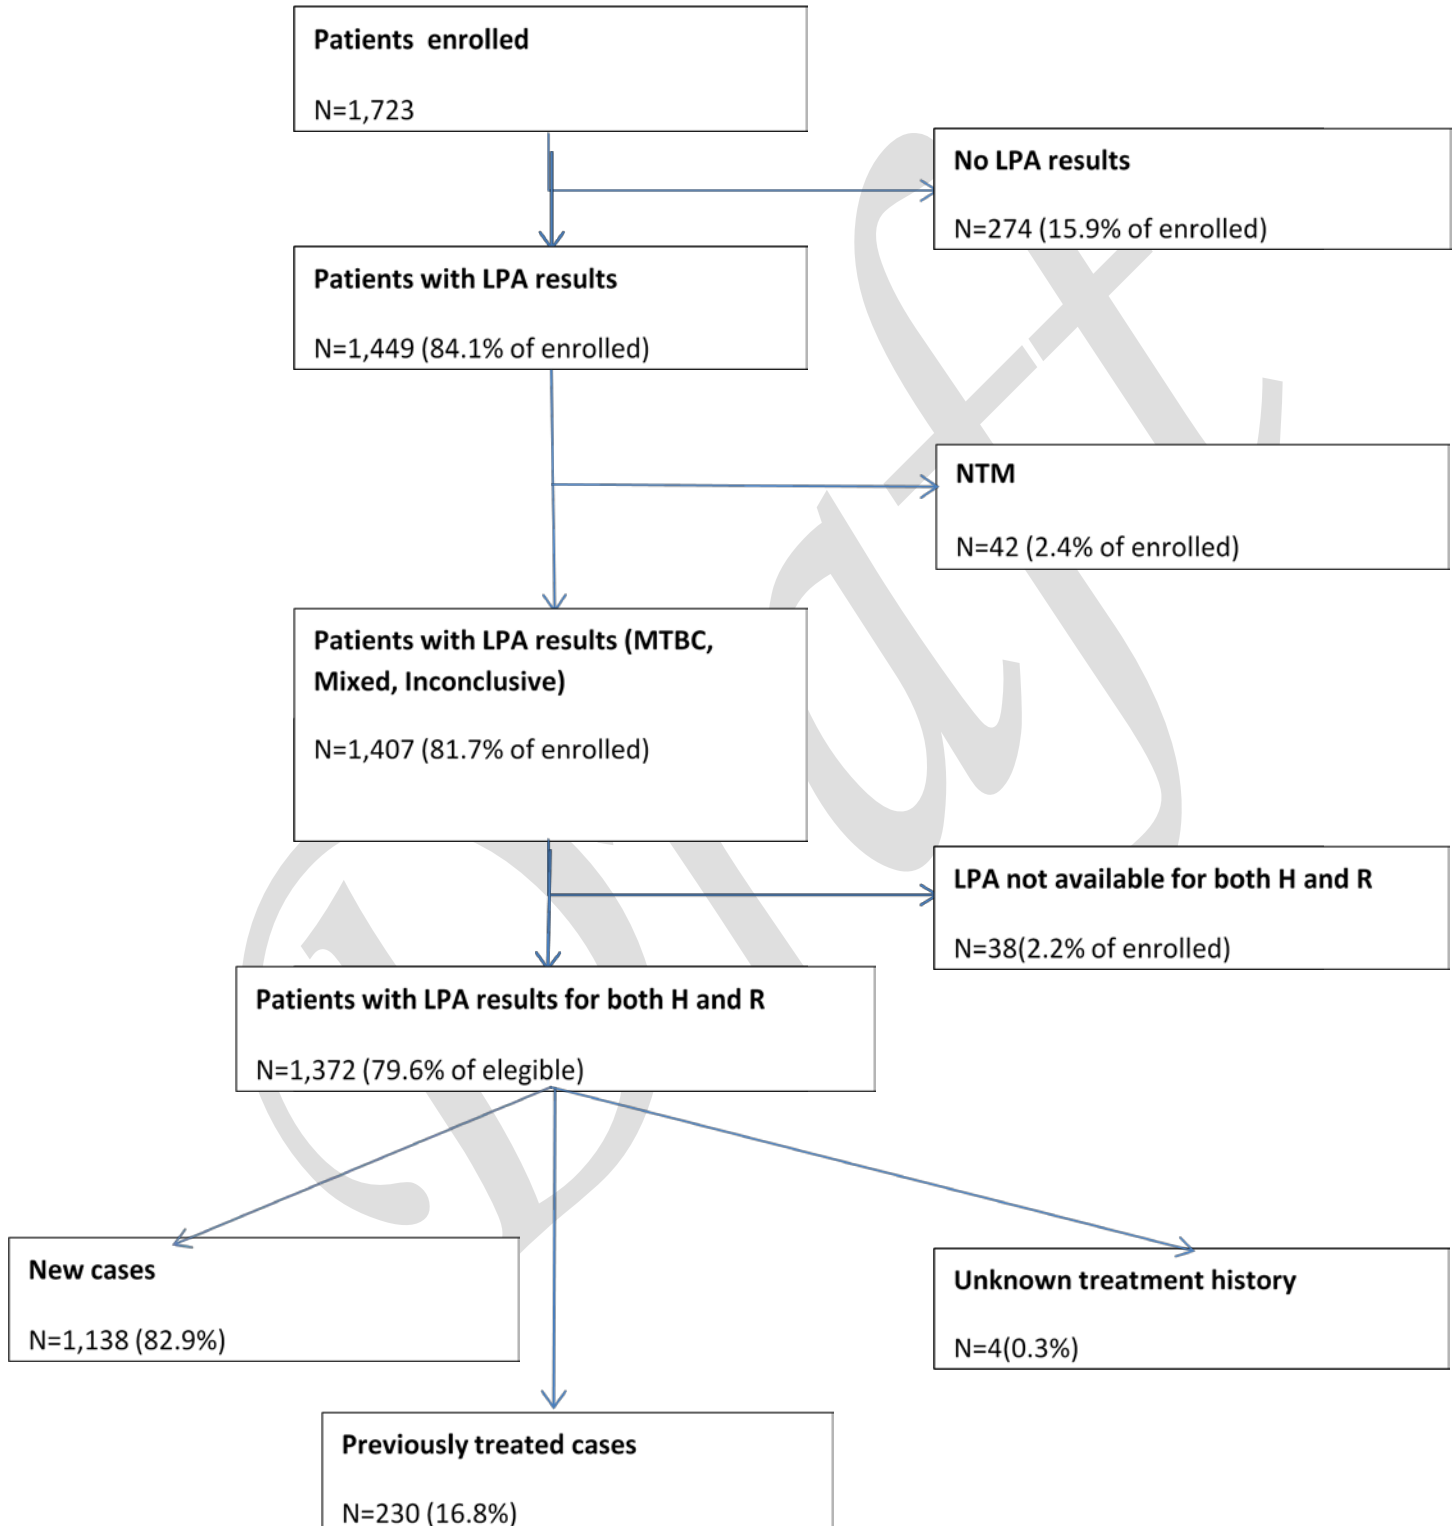 Patients enrolled
N=1,723
No LPA results
N=274 (15.9% of enrolled)
Patients with LPA results
N=1,449 (84.1% of enrolled)
NTM
N=42 (2.4% of enrolled)
Patients with LPA results (MTBC,
Mixed, Inconclusive)
N=1,407 (81.7% of enrolled)
LPA not available for both H and R
N=38(2.2% of enrolled)
Patients with LPA results for both H and R
N=1,372 (79.6% of elegible)
New cases
N=1,138 (82.9%)
Unknown treatment history
N=4(0.3%)
Previously treated cases
N=230 (16.8%)
Draft